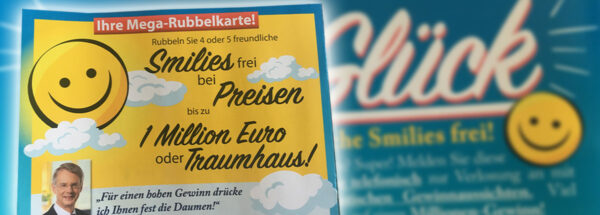 Ihre Mega-Rubbelkarte!
Rubbeln Sie 4 oder 5 freundliche
Smilies frei
bei
Preisen
bis zu
1 Million Euro
oder Traumhaus!
„Für einen hohen Gewinn drücke
ich Ihnen fest die Daumen!“
Glück
he Smilies frei!